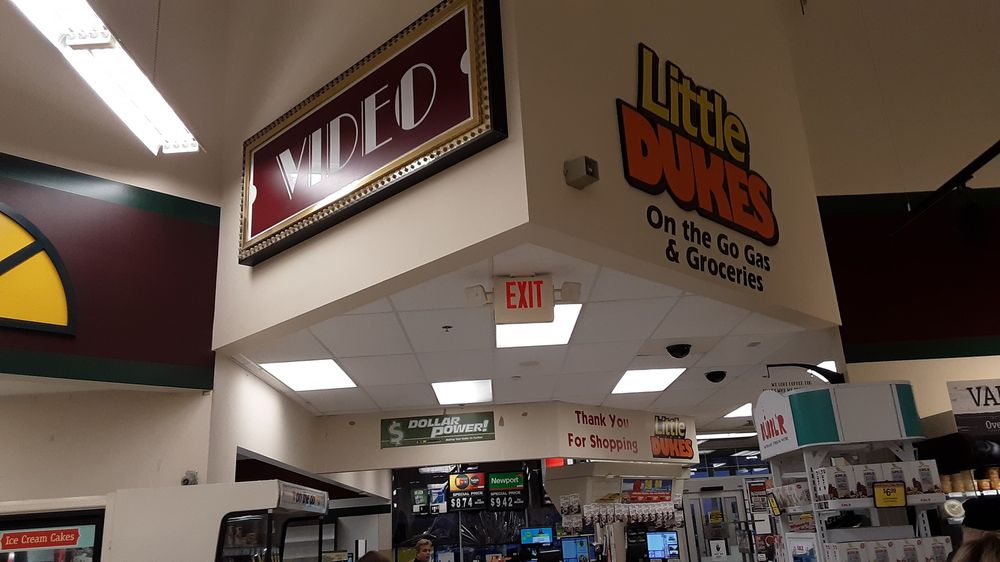 VIDEO
Little
DUKES
On the Go Gas
& Groceries
EXIT
$ DOLLAR
POWER!
Thank You
For Shopping
Little
DUKES
Newport
SPECIAL PRICE
$874
SPECIAL PRICE
$942
Ice Cream Cakes
$6